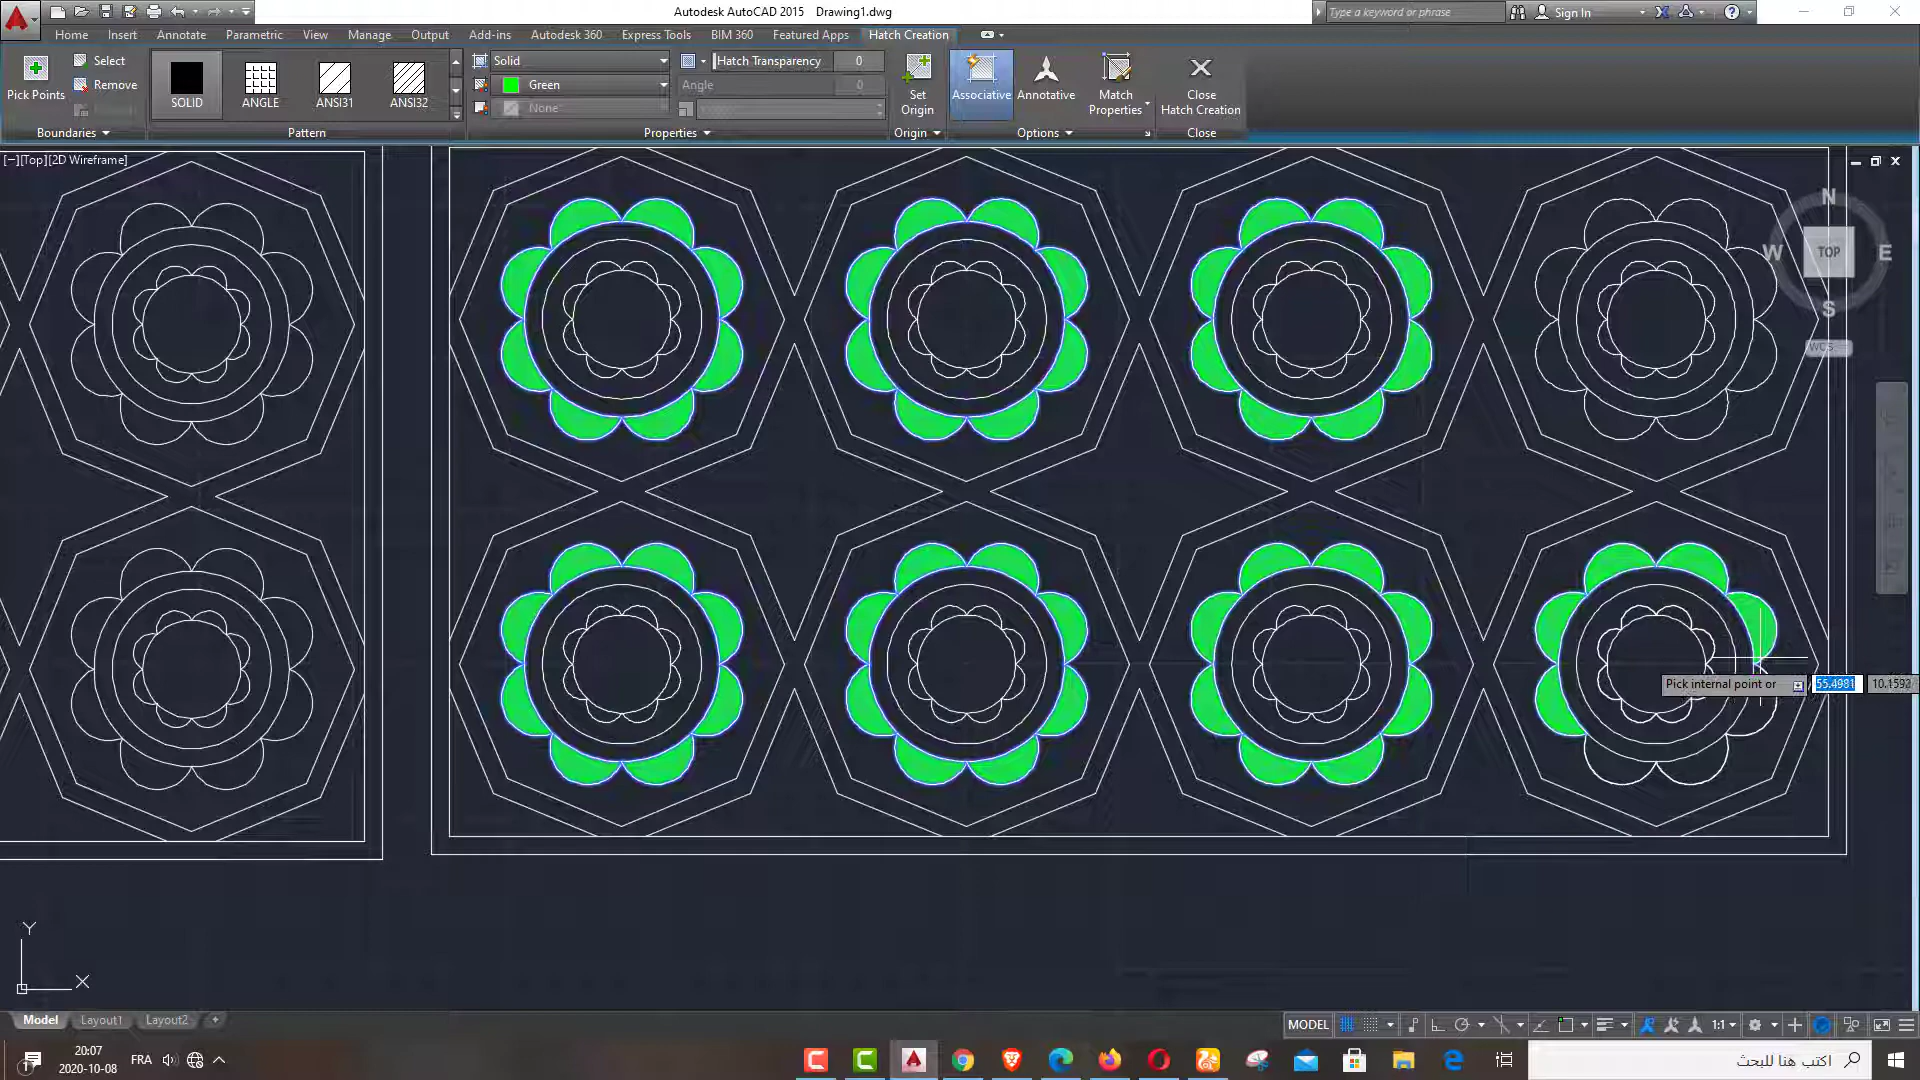 Autodesk AutoCAD 2015 Drawing1.dwg
Type a keyword or phrase
Sign In
Home Insert Annotate Parametric View Manage Output Add-ins Autodesk 360 Express Tools BIM 360 Featured Apps Hatch Creation
Pick Points
Select
Remove
Boundaries
SOLID
ANGLE
ANSI31
ANSI32
Pattern
Solid
Green
None
Hatch Transparency 0
Angle 0
Properties
Set
Origin
Origin
Associative
Annotative
Match
Properties
Options
Close
Hatch Creation
Close
[−][Top][2D Wireframe]
N
W TOP E
S
WCS
Pick internal point or 55.4981 10.1592
Y
X
Model Layout1 Layout2 +
MODEL 1:1
20:07
2020-10-08
FRA
1
اكتب هنا للبحث